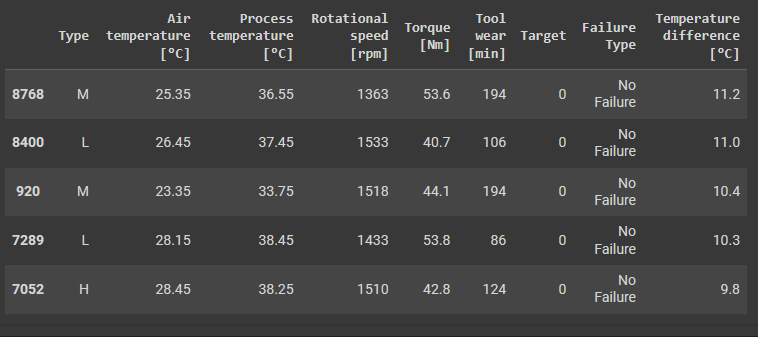 Type Air temperature [°C] Process temperature [°C] Rotational speed [rpm] Torque [Nm] Tool wear [min] Target Failure Type Temperature difference [°C]
8768 M 25.35 36.55 1363 53.6 194 0 No Failure 11.2
8400 L 26.45 37.45 1533 40.7 106 0 No Failure 11.0
920 M 23.35 33.75 1518 44.1 194 0 No Failure 10.4
7289 L 28.15 38.45 1433 53.8 86 0 No Failure 10.3
7052 H 28.45 38.25 1510 42.8 124 0 No Failure 9.8